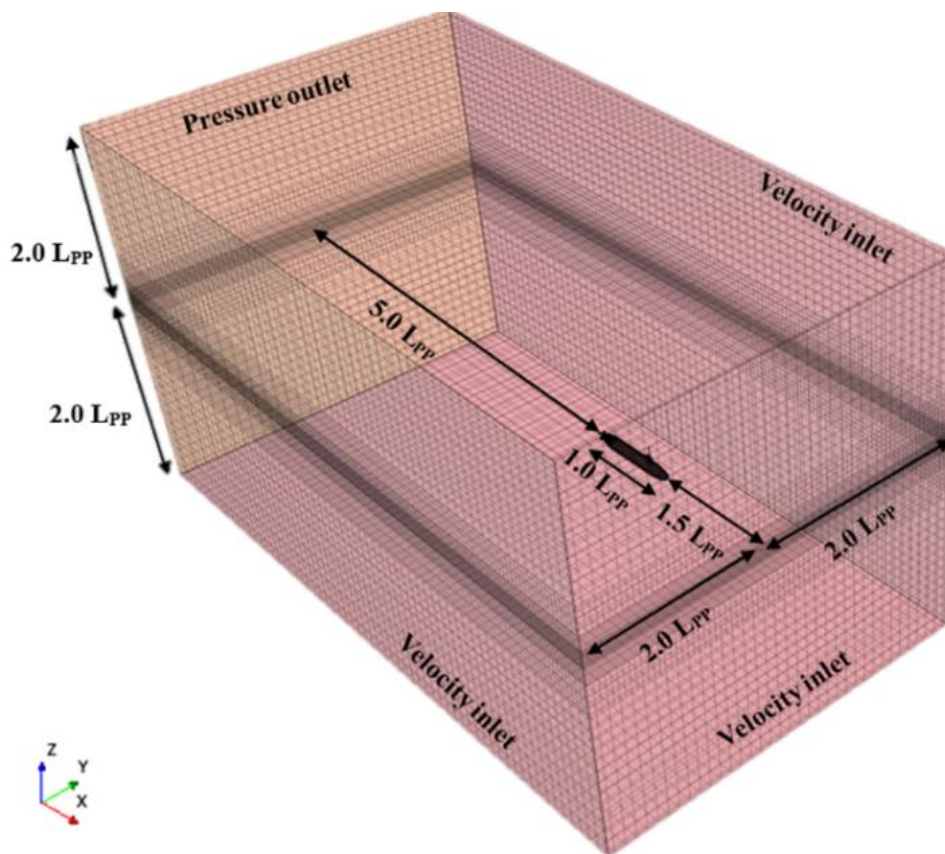 Pressure outlet
Velocity inlet
2.0 LPP
5.0 LPP
2.0 LPP
1.0 LPP
1.5 LPP
2.0 LPP
2.0 LPP
Velocity inlet
Velocity inlet
Z
Y
X